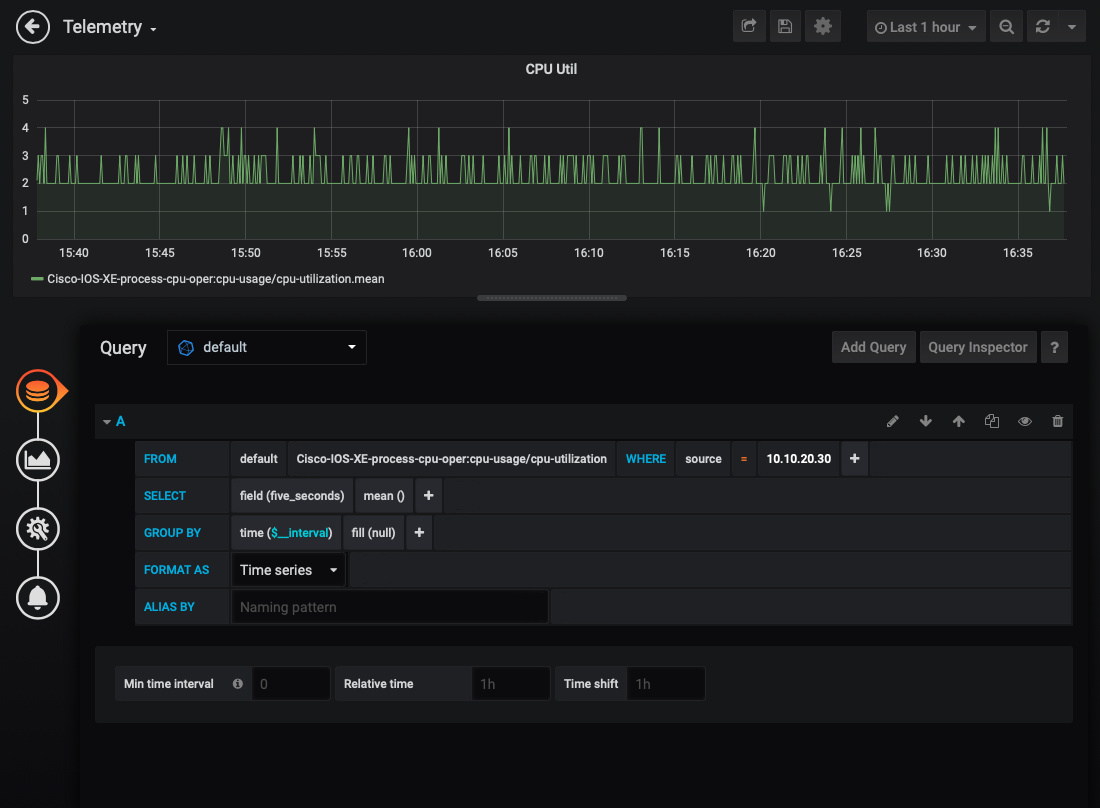 Telemetry
Last 1 hour
CPU Util
5
4
3
2
1
0
15:40 15:45 15:50 15:55 16:00 16:05 16:10 16:15 16:20 16:25 16:30 16:35
Cisco-IOS-XE-process-cpu-oper:cpu-usage/cpu-utilization.mean
Query default Add Query Query Inspector ?
A
FROM default Cisco-IOS-XE-process-cpu-oper:cpu-usage/cpu-utilization WHERE source = 10.10.20.30 +
SELECT field (five_seconds) mean () +
GROUP BY time ($__interval) fill (null) +
FORMAT AS Time series
ALIAS BY Naming pattern
Min time interval 0 Relative time 1h Time shift 1h